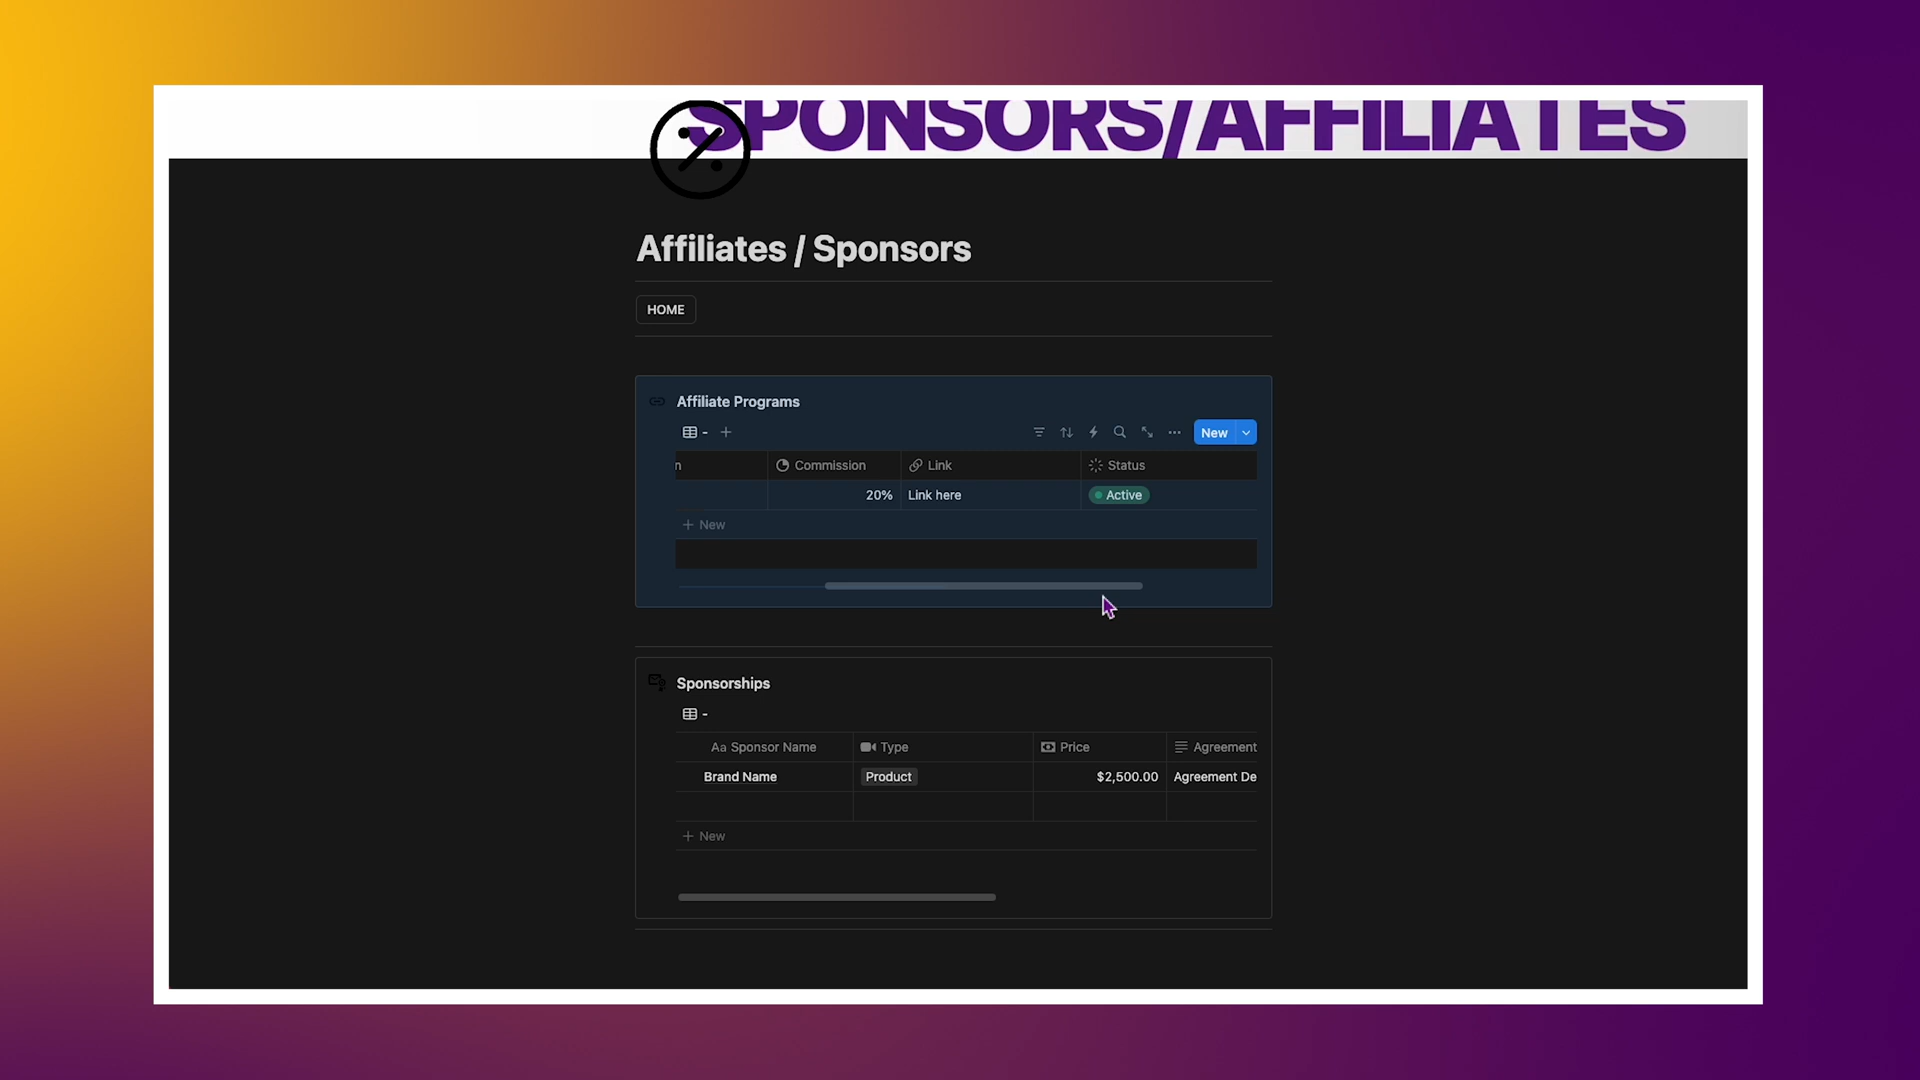 SPONSORS/AFFILIATES
Affiliates / Sponsors
HOME
Affiliate Programs
-
New
n Commission Link Status
20% Link here Active
+ New
Sponsorships
-
Aa Sponsor Name Type Price Agreement
Brand Name Product $2,500.00 Agreement De
+ New